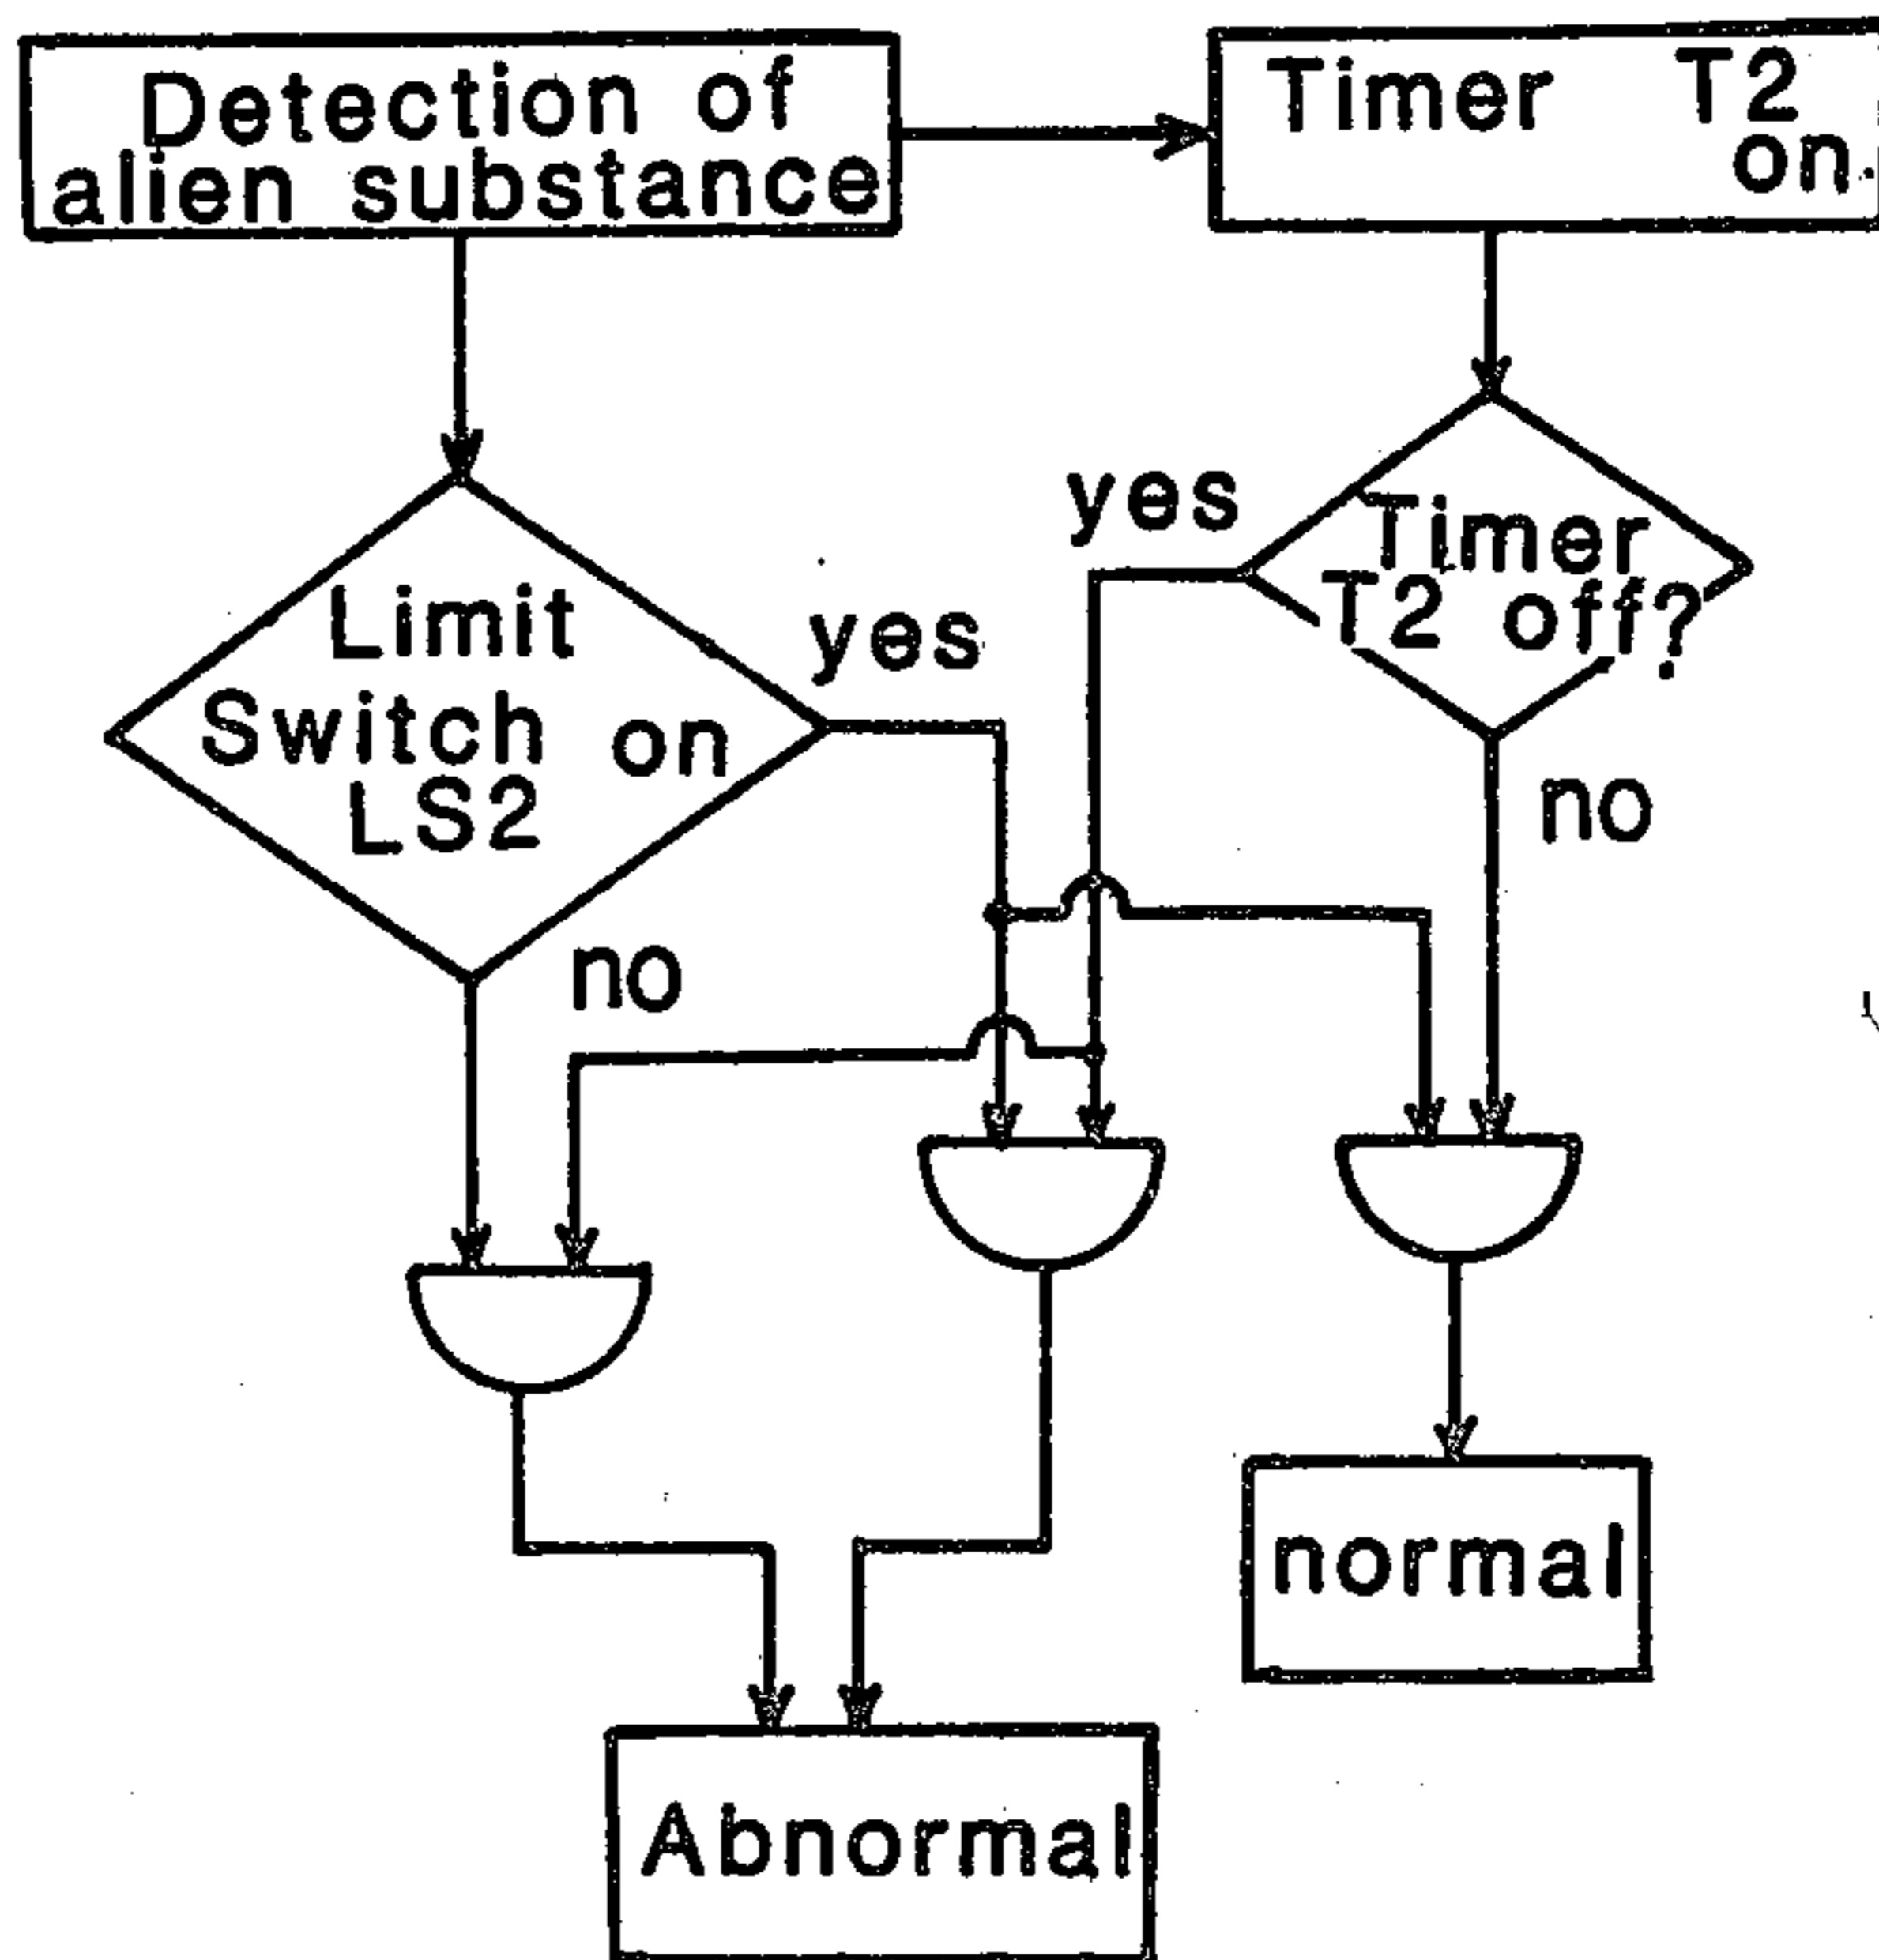 Detection of
alien substance
Timer T2
on.
yes
Timer
T2 off?
Limit
Switch on
LS2
yes
no
no
normal
Abnormal